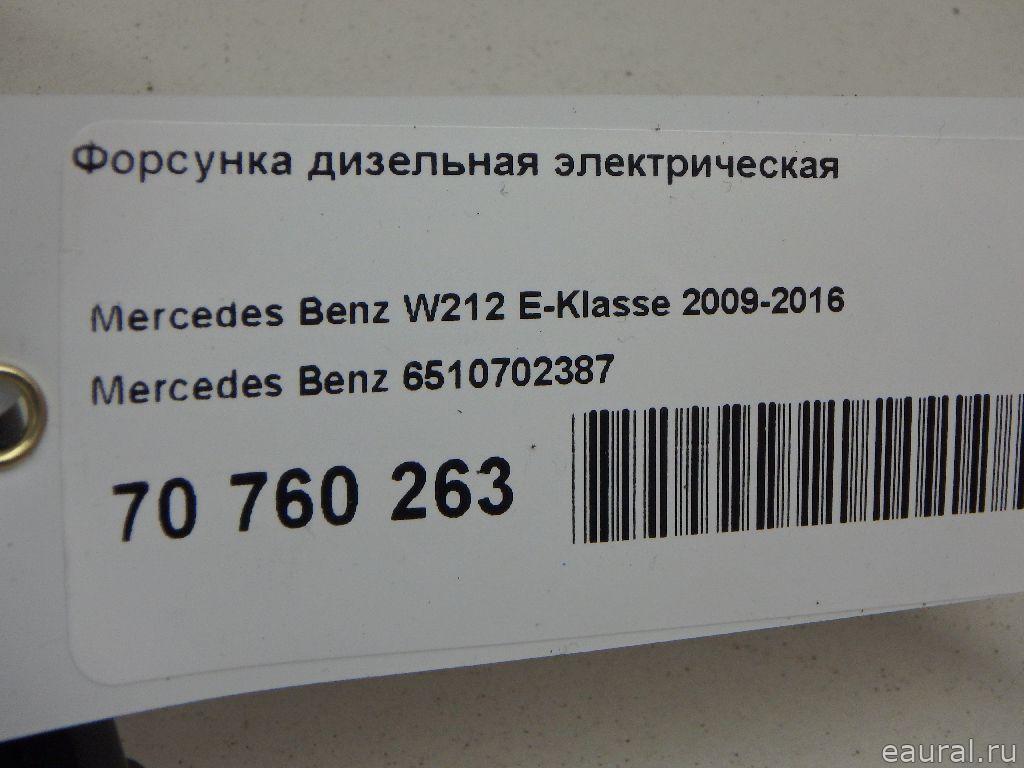 Форсунка дизельная электрическая
Mercedes Benz W212 E-Klasse 2009-2016
Mercedes Benz 6510702387
70 760 263
eaural.ru